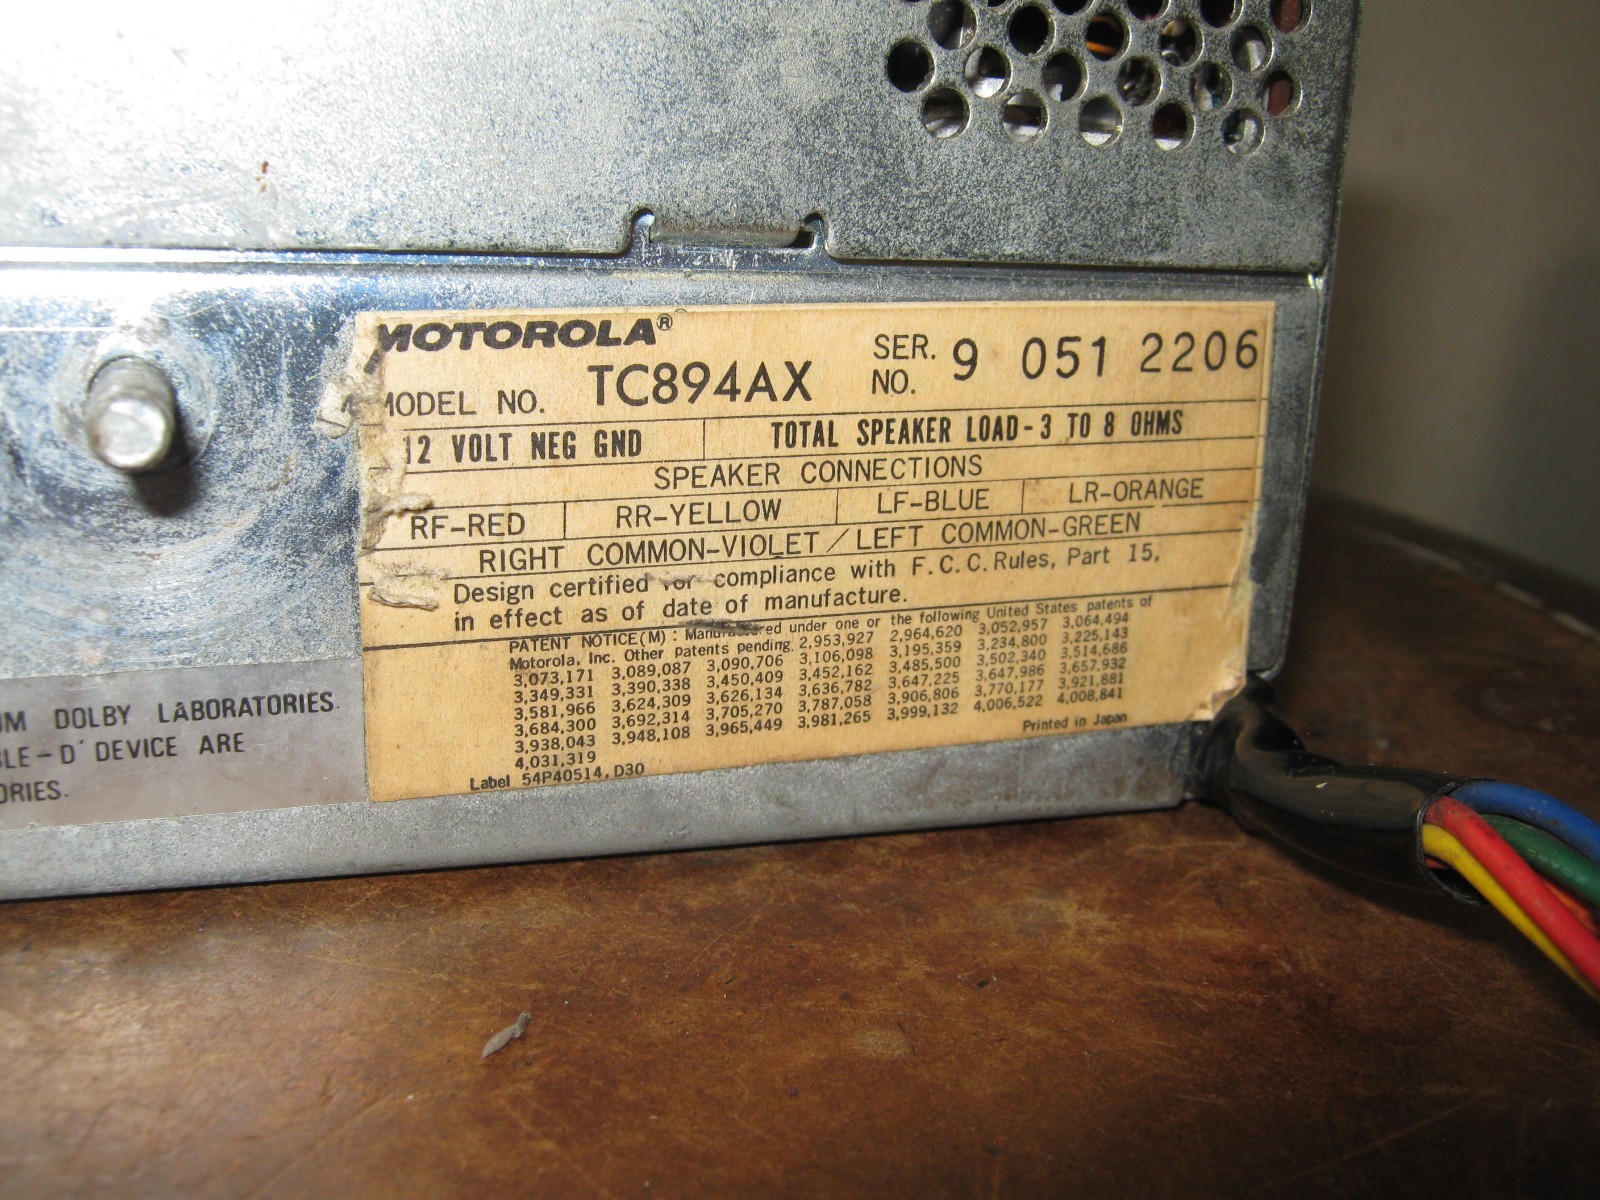 MOTOROLA®
MODEL NO. TC894AX SER. NO. 9 051 2206
12 VOLT NEG GND TOTAL SPEAKER LOAD-3 TO 8 OHMS
SPEAKER CONNECTIONS
RF-RED RR-YELLOW LF-BLUE LR-ORANGE
RIGHT COMMON-VIOLET / LEFT COMMON-GREEN
Design certified for compliance with F.C.C. Rules, Part 15,
in effect as of date of manufacture.
PATENT NOTICE(M): Manufactured under one or the following United States patents of
Motorola, Inc. Other patents pending. 2,953,927 2,964,620 3,052,957 3,064,494
3,073,171 3,089,087 3,090,706 3,106,098 3,195,359 3,234,800 3,225,143
3,349,331 3,390,338 3,450,409 3,452,162 3,485,500 3,502,340 3,514,686
3,581,966 3,624,309 3,626,134 3,636,782 3,647,225 3,647,986 3,657,932
3,684,300 3,692,314 3,705,270 3,787,058 3,906,806 3,770,177 3,921,881
3,938,043 3,948,108 3,965,449 3,981,265 3,999,132 4,006,522 4,008,841
4,031,319
Label 54P40514, D30 Printed in Japan
OM DOLBY LABORATORIES.
BLE-D' DEVICE ARE
ORIES.